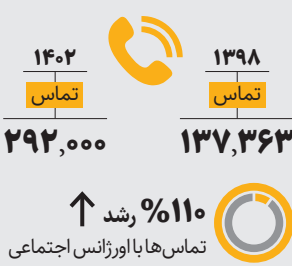 ۱۳۹۸
تماس
۱۳۷,۳۶۳
۱۴۰۲
تماس
۲۹۲,۰۰۰
۱۱۰% رشد ↑
تماس‌ها با اورژانس اجتماعی